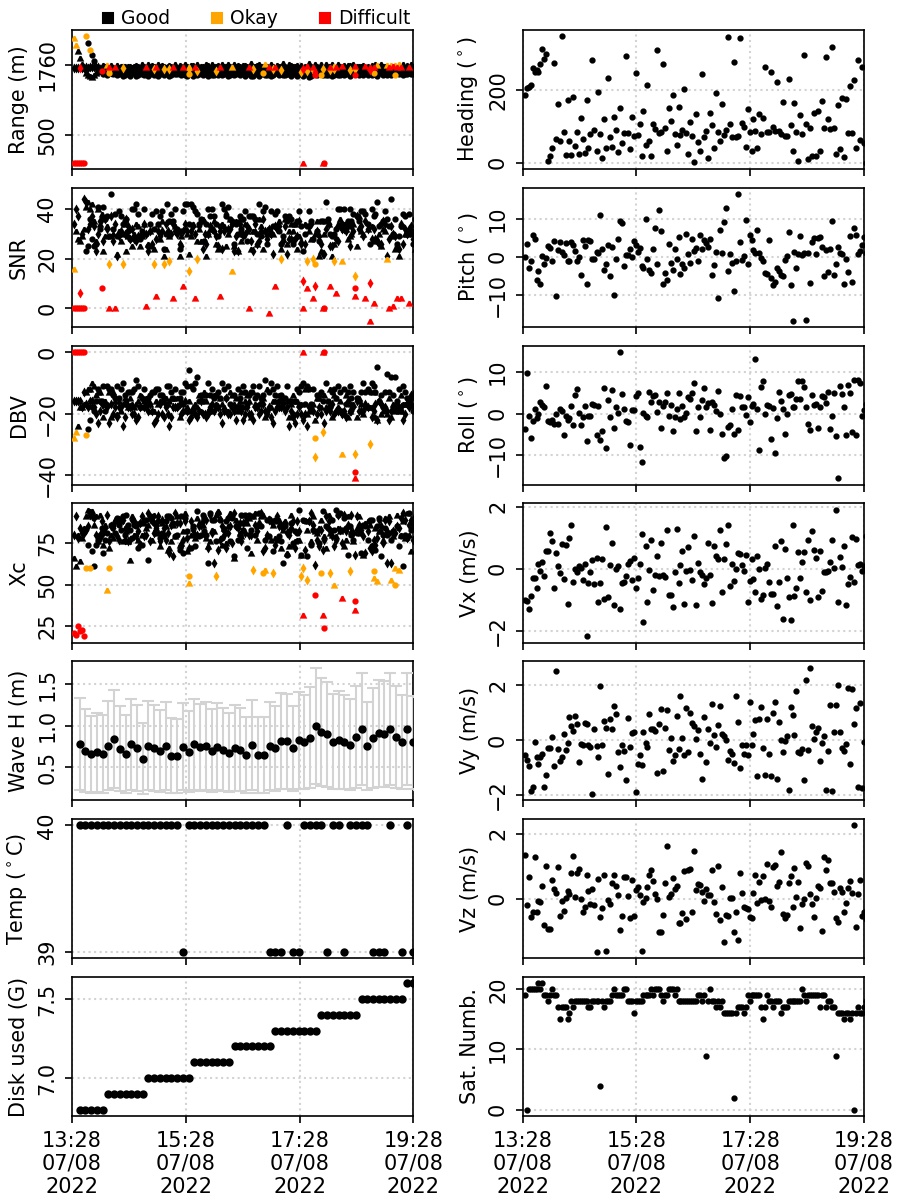 Good Okay Difficult
Range (m)
1760
500
Heading (°)
200
0
SNR
40
20
0
Pitch (°)
10
0
−10
DBV
0
−20
−40
Roll (°)
10
0
−10
Xc
75
50
25
Vx (m/s)
2
0
−2
Wave H (m)
1.5
1.0
0.5
Vy (m/s)
2
0
−2
Temp (°C)
40
39
Vz (m/s)
2
0
Disk used (G)
7.5
7.0
Sat. Numb.
20
10
0
13:28 15:28 17:28 19:28 13:28 15:28 17:28 19:28
07/08 07/08 07/08 07/08 07/08 07/08 07/08 07/08
2022 2022 2022 2022 2022 2022 2022 2022